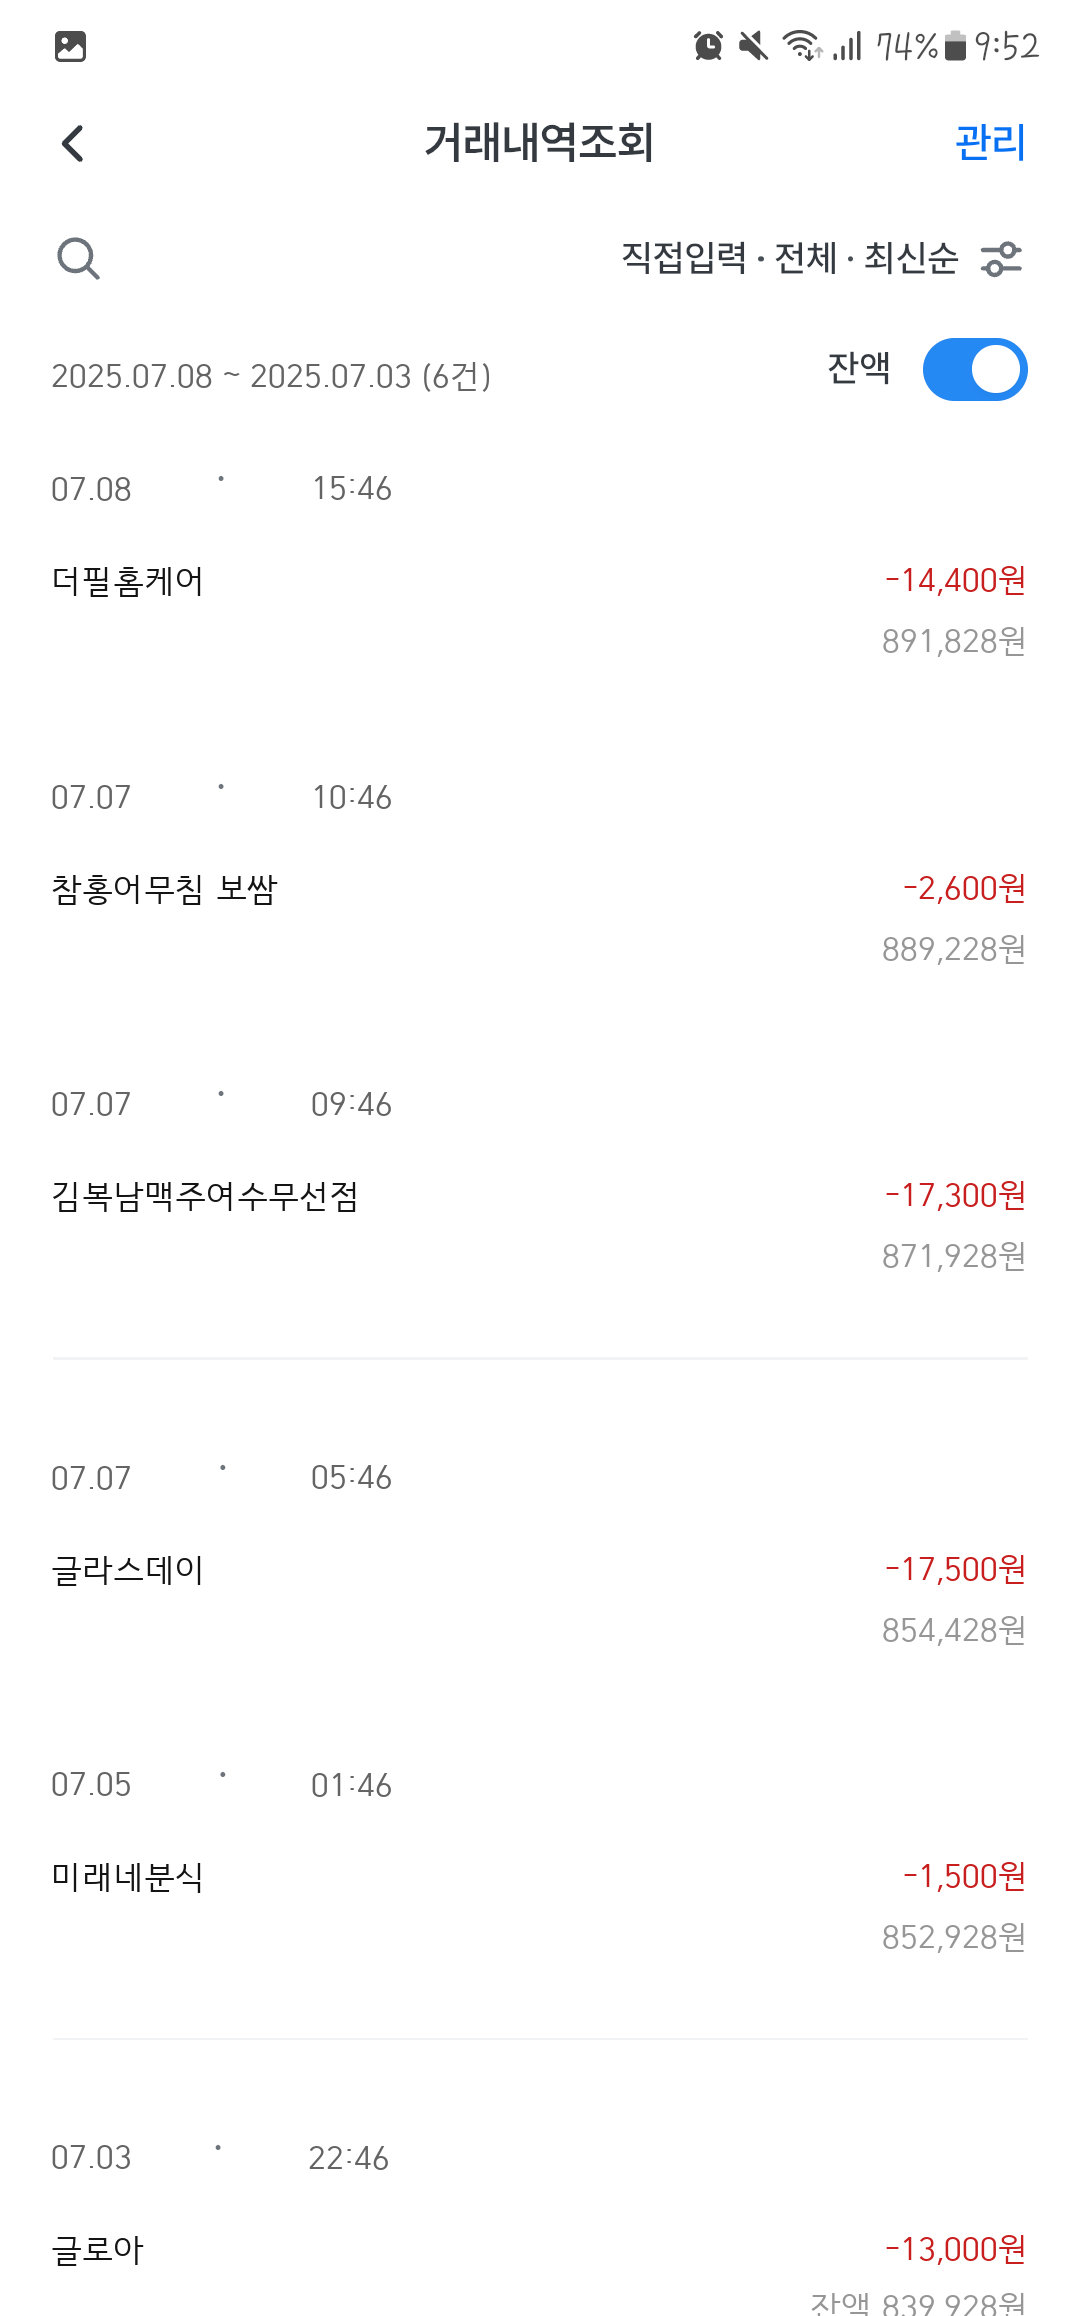 74% 9:52
거래내역조회 관리
직접입력 · 전체 · 최신순
2025.07.08 ~ 2025.07.03 (6건) 잔액
07.08 · 15:46
더필홈케어 -14,400원
891,828원
07.07 · 10:46
참홍어무침 보쌈 -2,600원
889,228원
07.07 · 09:46
김복남맥주여수무선점 -17,300원
871,928원
07.07 · 05:46
글라스데이 -17,500원
854,428원
07.05 · 01:46
미래네분식 -1,500원
852,928원
07.03 · 22:46
글로아 -13,000원
잔액 839,928원